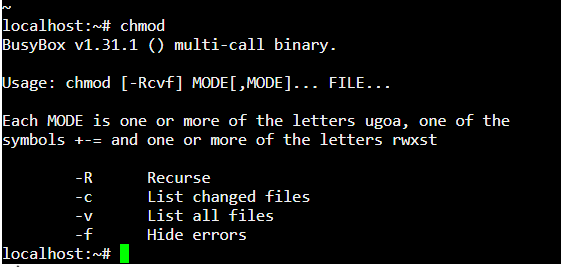 ~
localhost:~# chmod
BusyBox v1.31.1 () multi-call binary.
Usage: chmod [-Rcvf] MODE[,MODE]... FILE...
Each MODE is one or more of the letters ugoa, one of the
symbols +-= and one or more of the letters rwxst
-R Recurse
-c List changed files
-v List all files
-f Hide errors
localhost:~#